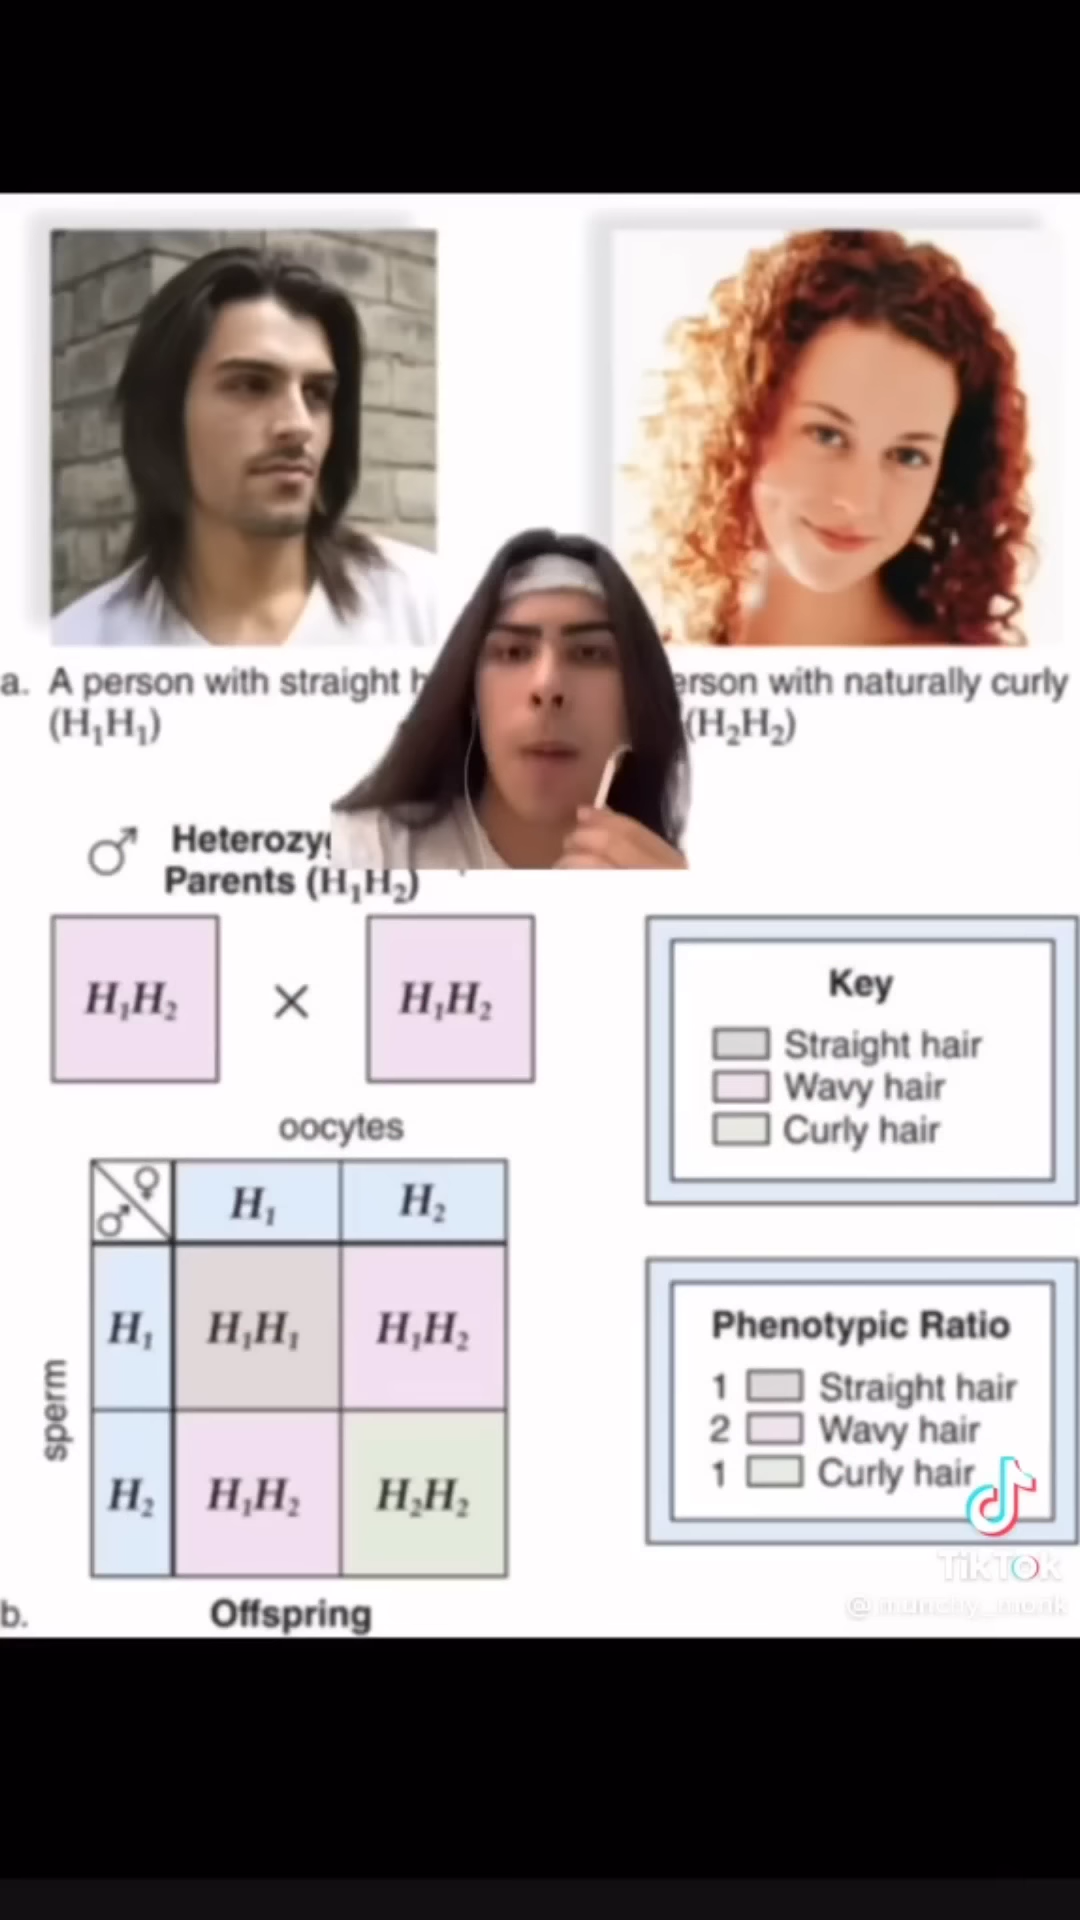 a. A person with straight
erson with naturally curly
(H₁H₁)
(H₂H₂)
♂ Heterozy
Parents (H₁H₂)
H₁H₂ × H₁H₂
oocytes
♀
♂
H₁ H₂
sperm
H₁ H₁H₁ H₁H₂
H₂ H₁H₂ H₂H₂
b. Offspring
Key
Straight hair
Wavy hair
Curly hair
Phenotypic Ratio
1 Straight hair
2 Wavy hair
1 Curly hair
TikTok